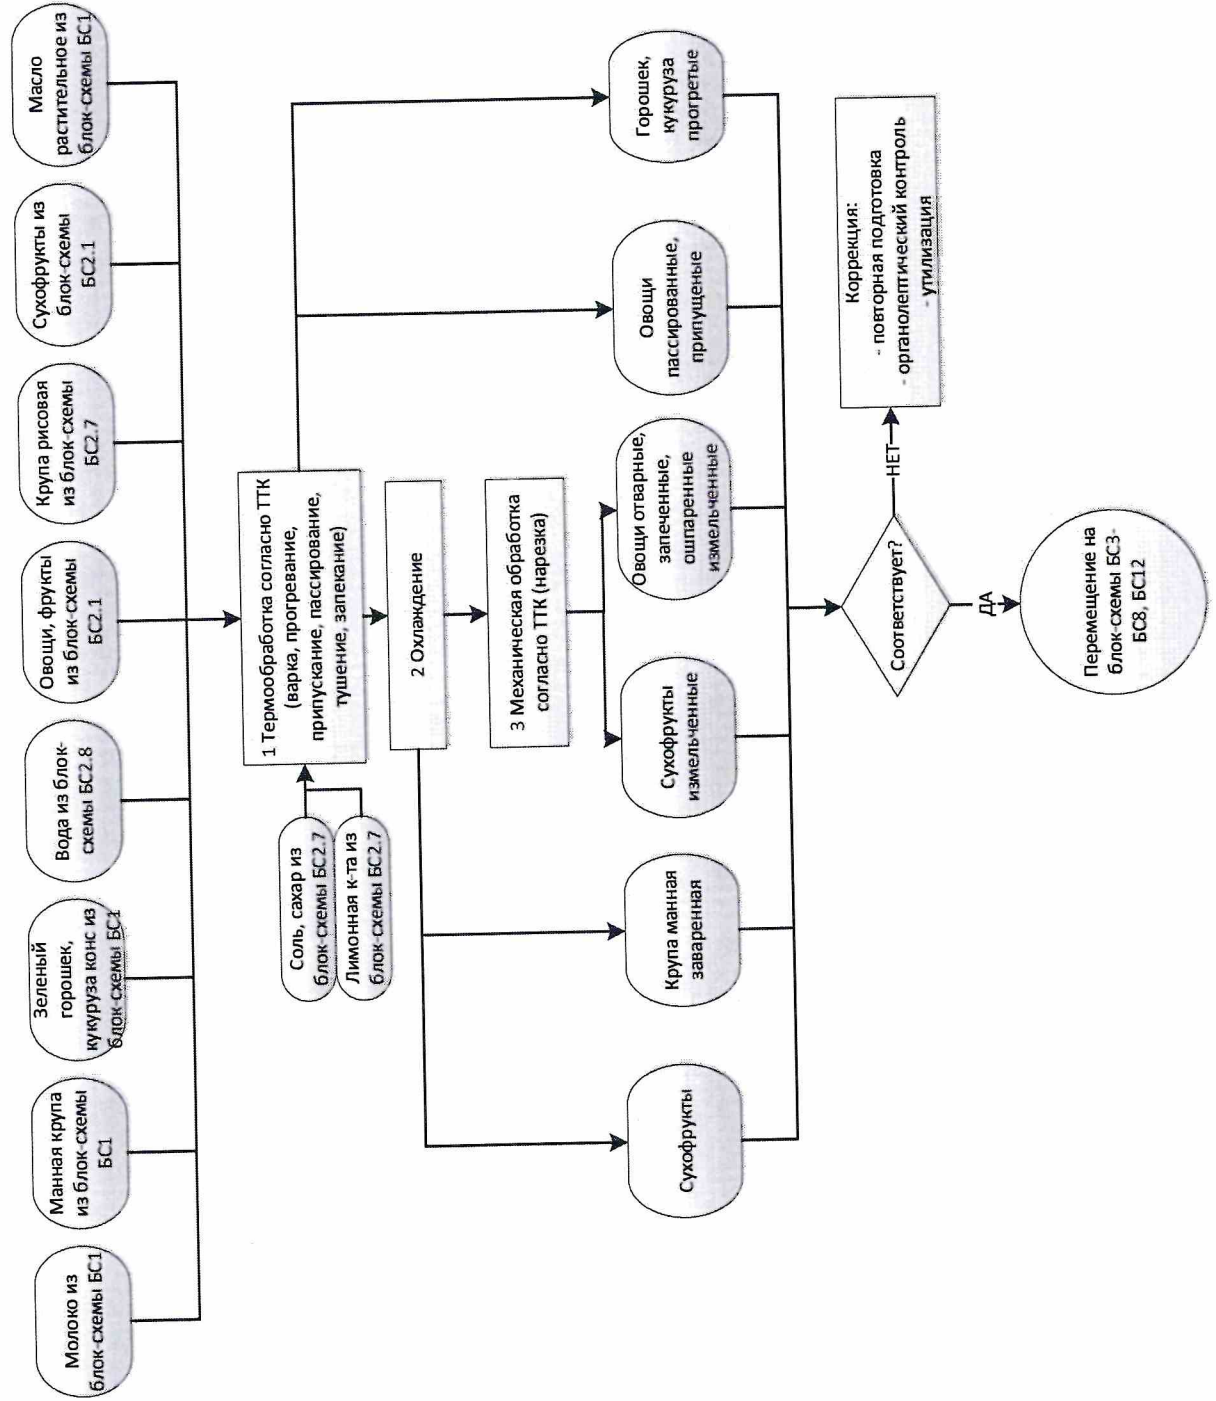 Молоко из
блок-схемы БС1
Манная крупа
из блок-схемы
БС1
Зеленый
горошек,
кукуруза конс из
блок-схемы БС1
Вода из блок-
схемы БС2.8
Овощи, фрукты
из блок-схемы
БС2.1
Крупа рисовая
из блок-схемы
БС2.7
Сухофрукты из
блок-схемы
БС2.1
Масло
растительное из
блок-схемы БС1
Соль, сахар из
блок-схемы БС2.7
Лимонная к-та из
блок-схемы БС2.7
1 Термообработка согласно ТТК
(варка, прогревание,
припускание, пассирование,
тушение, запекание)
2 Охлаждение
3 Механическая обработка
согласно ТТК (нарезка)
Сухофрукты
Крупа манная
заваренная
Сухофрукты
измельченные
Овощи отварные,
запеченные,
ошпаренные
измельченные
Овощи
пассированные,
припущеные
Горошек,
кукуруза
прогретые
Соответствует?
НЕТ
Коррекция:
- повторная подготовка
- органолептический контроль
- утилизация
ДА
Перемещение на
блок-схемы БС3-
БС8, БС12